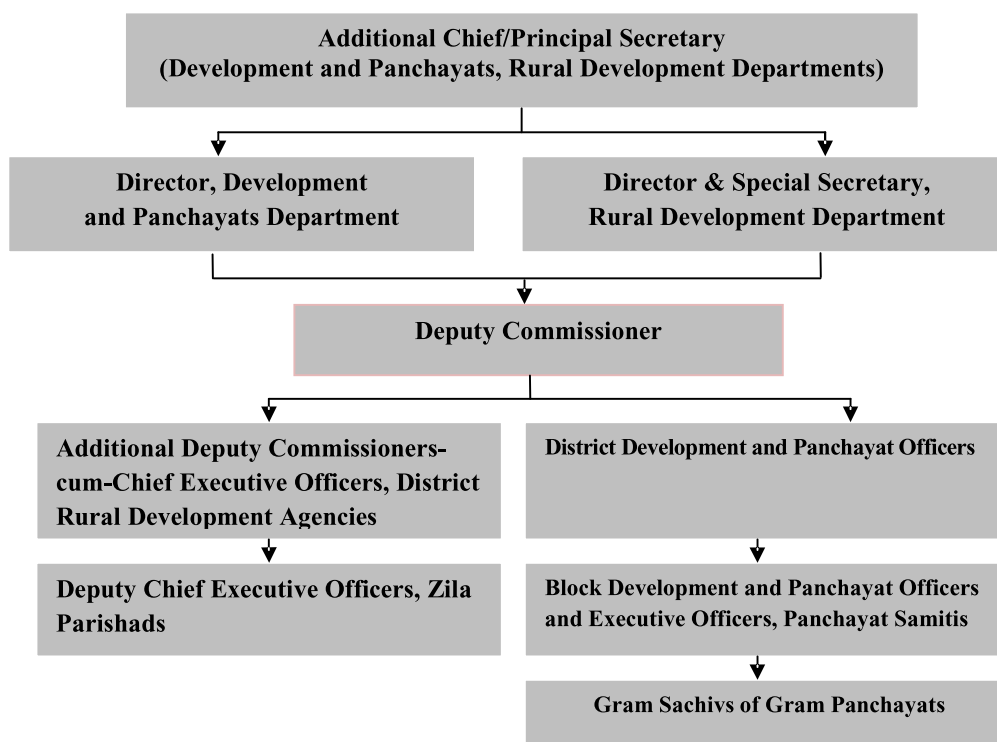 Additional Chief/Principal Secretary
(Development and Panchayats, Rural Development Departments)
Director, Development
and Panchayats Department
Director & Special Secretary,
Rural Development Department
Deputy Commissioner
Additional Deputy Commissioners-
cum-Chief Executive Officers, District
Rural Development Agencies
District Development and Panchayat Officers
Deputy Chief Executive Officers, Zila
Parishads
Block Development and Panchayat Officers
and Executive Officers, Panchayat Samitis
Gram Sachivs of Gram Panchayats